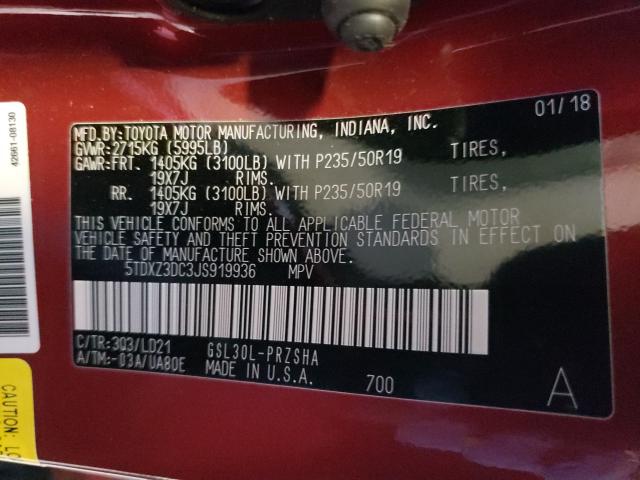 42661-08130
01/18
MFD.BY:TOYOTA MOTOR MANUFACTURING, INDIANA, INC.
GVWR:2715KG (5995LB)
GAWR:FRT. 1405KG (3100LB) WITH P235/50R19 TIRES,
19X7J RIMS.
RR. 1405KG (3100LB) WITH P235/50R19 TIRES,
19X7J RIMS.
THIS VEHICLE CONFORMS TO ALL APPLICABLE FEDERAL MOTOR
VEHICLE SAFETY AND THEFT PREVENTION STANDARDS IN EFFECT ON
THE DATE OF MANUFACTURE SHOWN ABOVE.
5TDXZ3DC3JS919936 MPV
C/TR:3Q3/LD21 GSL30L-PRZSHA
A/TM:-03A/UA80E MADE IN U.S.A. 700 A
CAUTION: